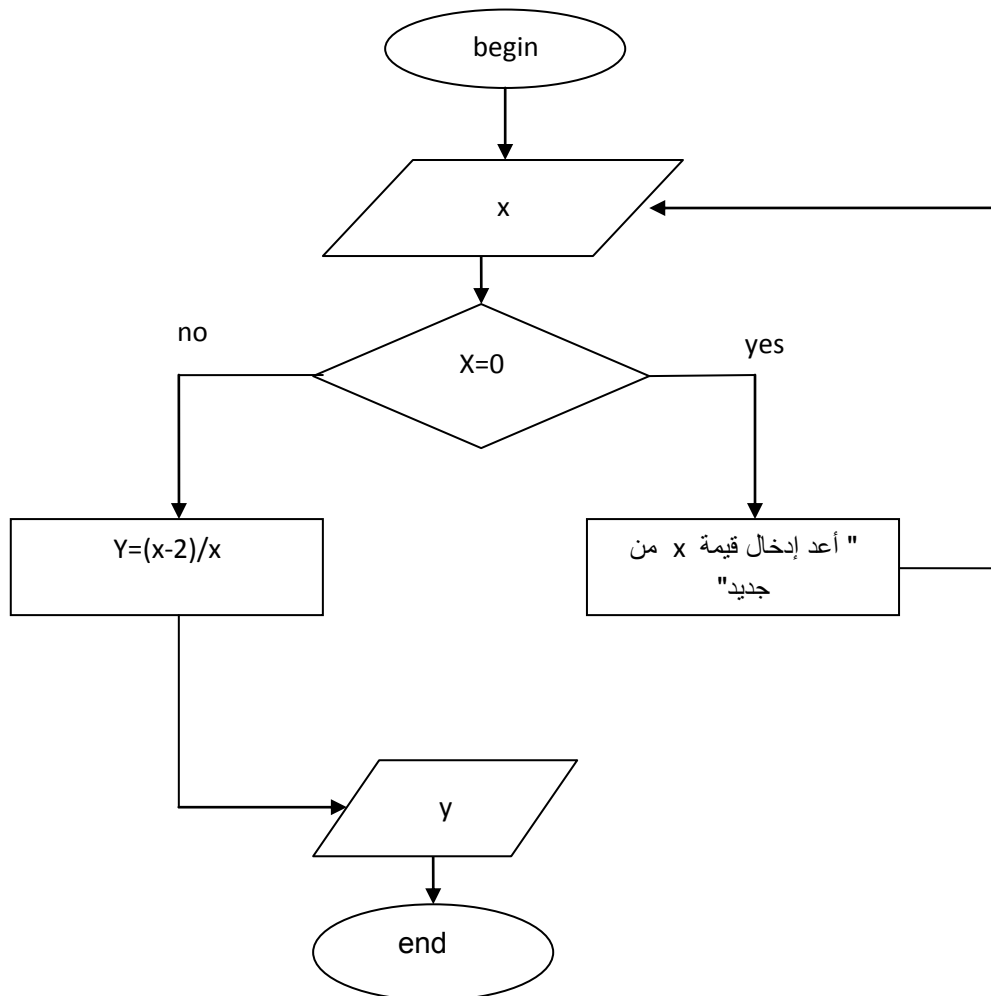 begin
x
X=0
no
yes
Y=(x-2)/x
" أعد إدخال قيمة x من
جديد"
y
end